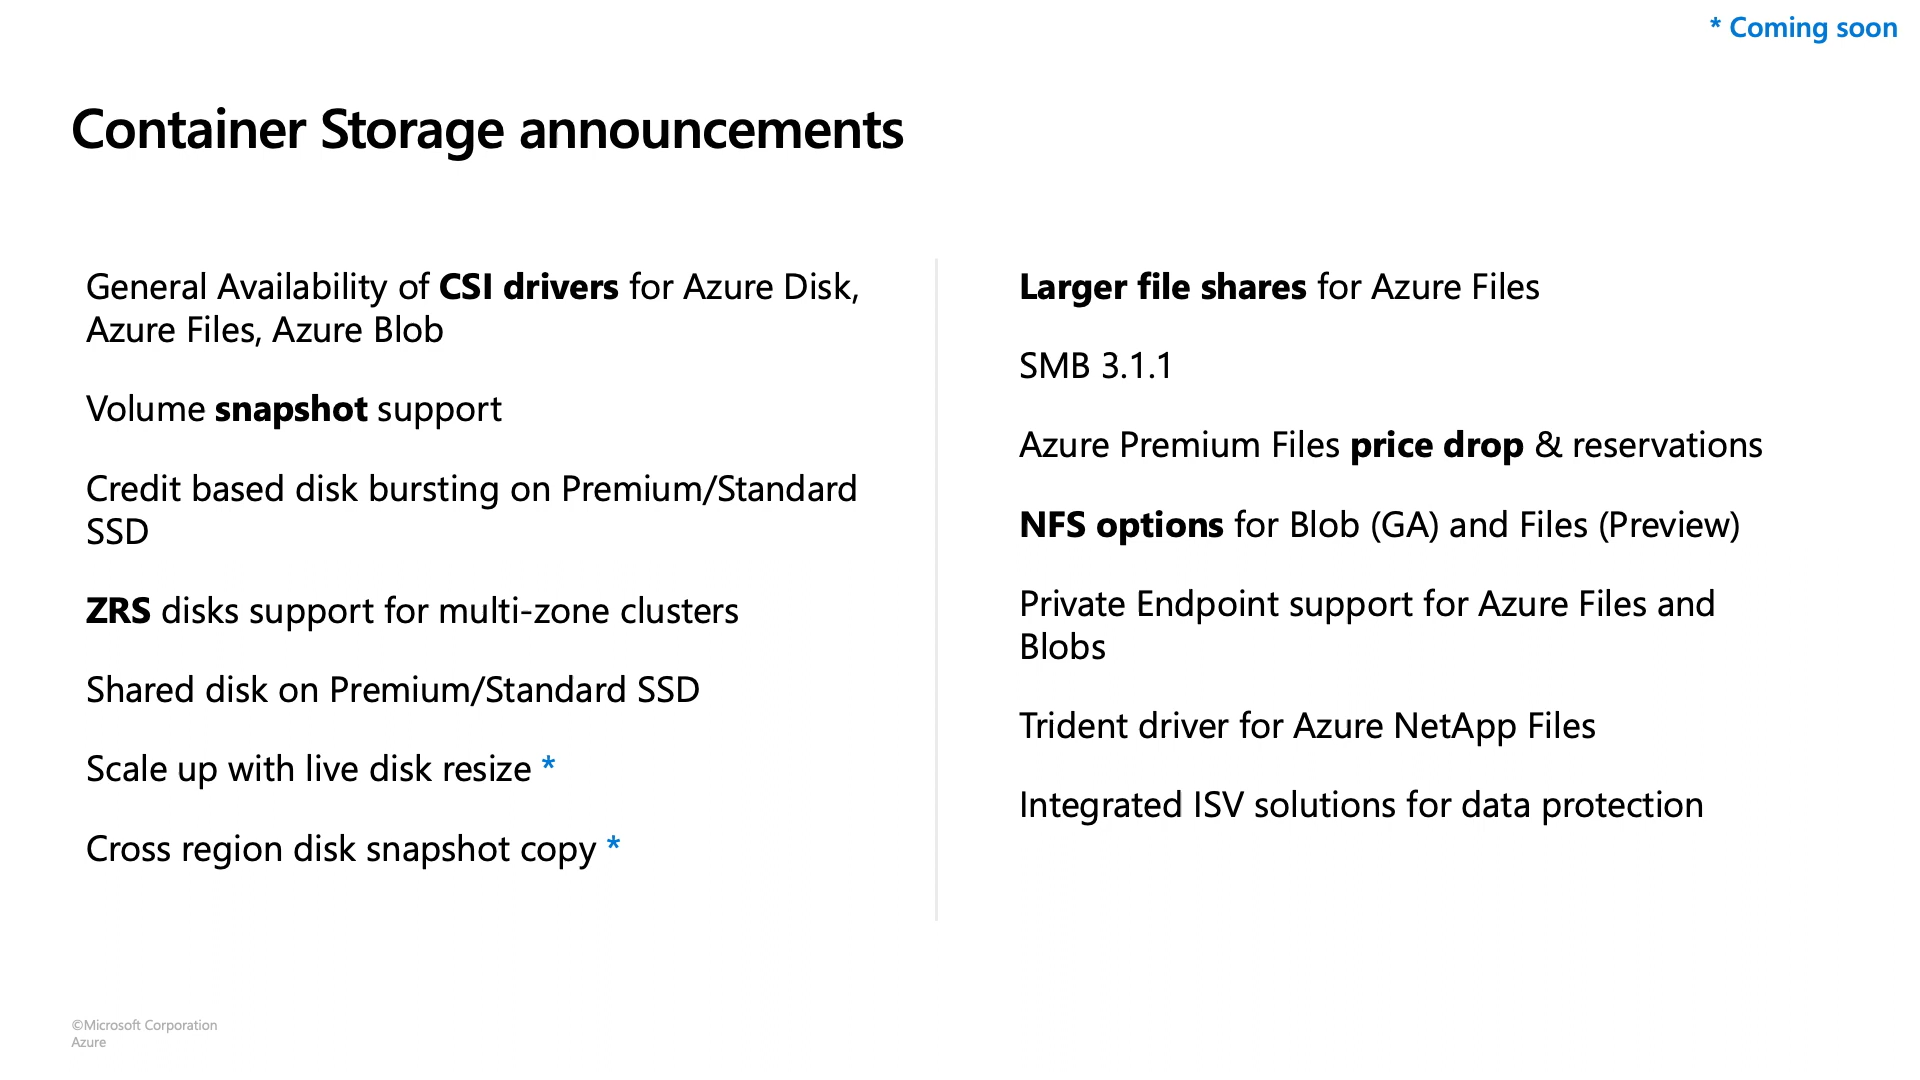 * Coming soon
Container Storage announcements
General Availability of CSI drivers for Azure Disk,
Azure Files, Azure Blob
Volume snapshot support
Credit based disk bursting on Premium/Standard
SSD
ZRS disks support for multi-zone clusters
Shared disk on Premium/Standard SSD
Scale up with live disk resize *
Cross region disk snapshot copy *
Larger file shares for Azure Files
SMB 3.1.1
Azure Premium Files price drop & reservations
NFS options for Blob (GA) and Files (Preview)
Private Endpoint support for Azure Files and
Blobs
Trident driver for Azure NetApp Files
Integrated ISV solutions for data protection
©Microsoft Corporation
Azure